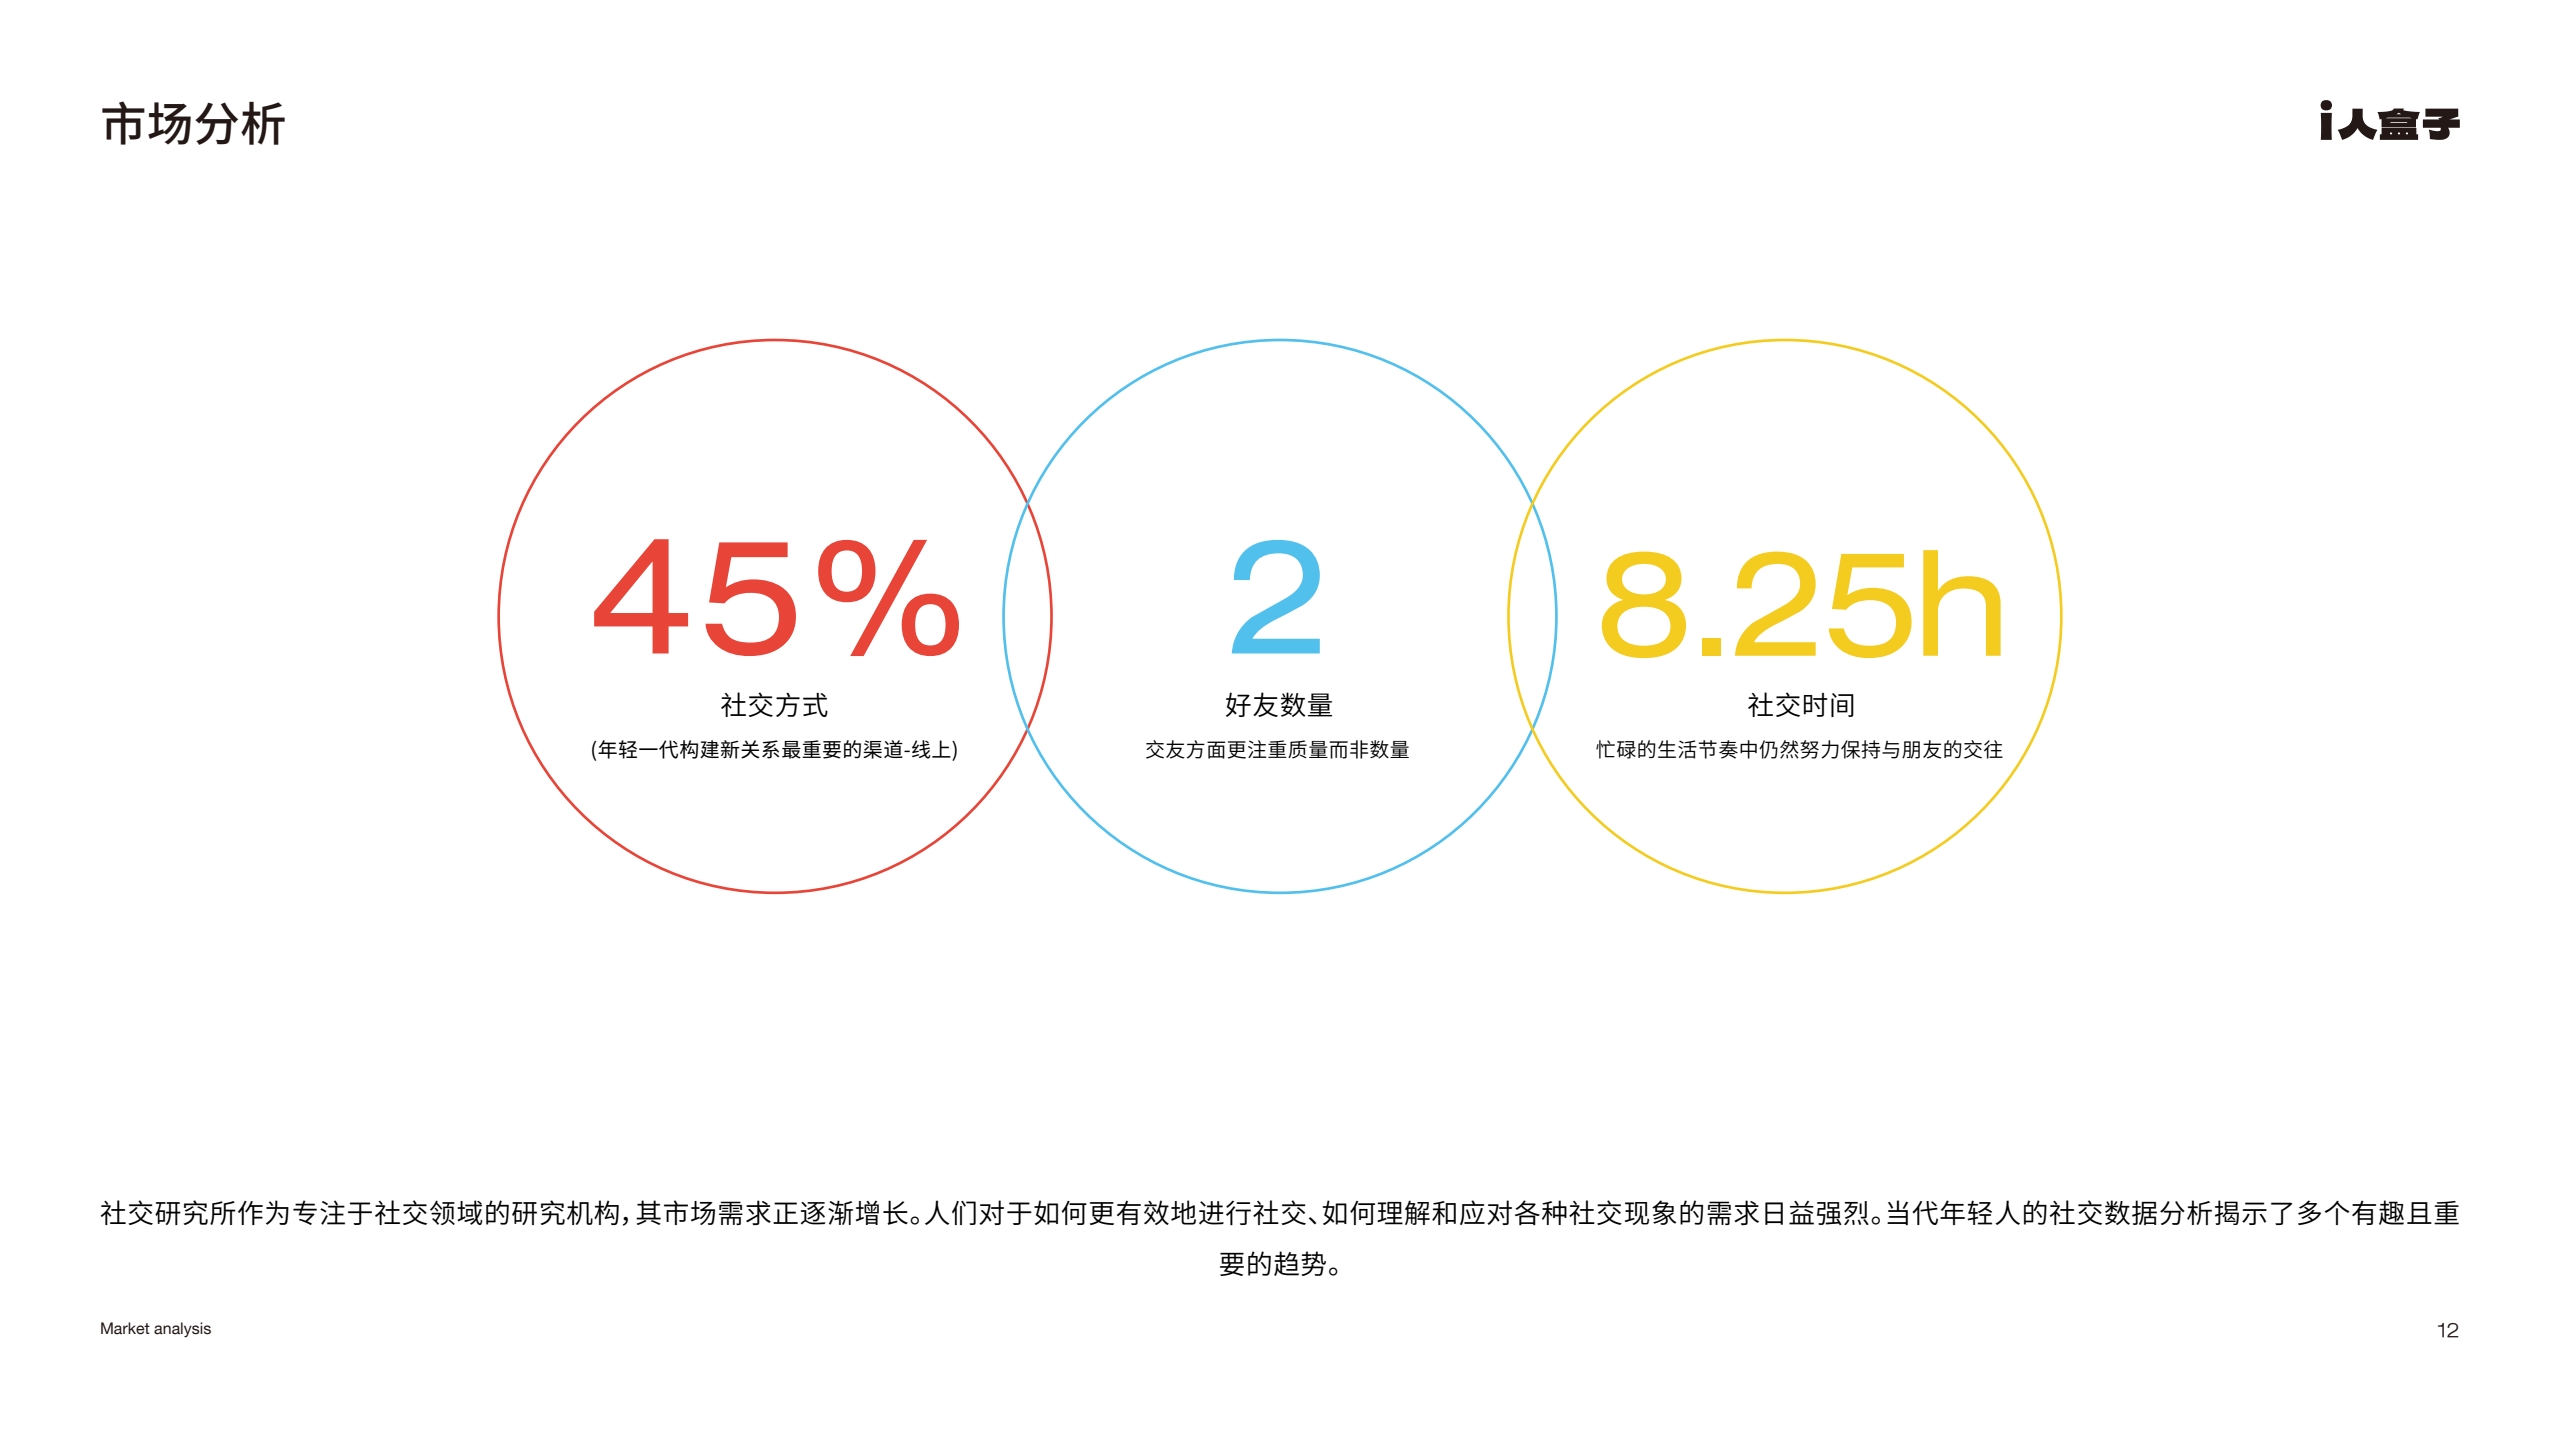 市场分析
i人盒子
45%
2
8.25h
社交方式
好友数量
社交时间
(年轻一代构建新关系最重要的渠道-线上)
交友方面更注重质量而非数量
忙碌的生活节奏中仍然努力保持与朋友的交往
社交研究所作为专注于社交领域的研究机构，其市场需求正逐渐增长。人们对于如何更有效地进行社交、如何理解和应对各种社交现象的需求日益强烈。当代年轻人的社交数据分析揭示了多个有趣且重
要的趋势。
Market analysis
12